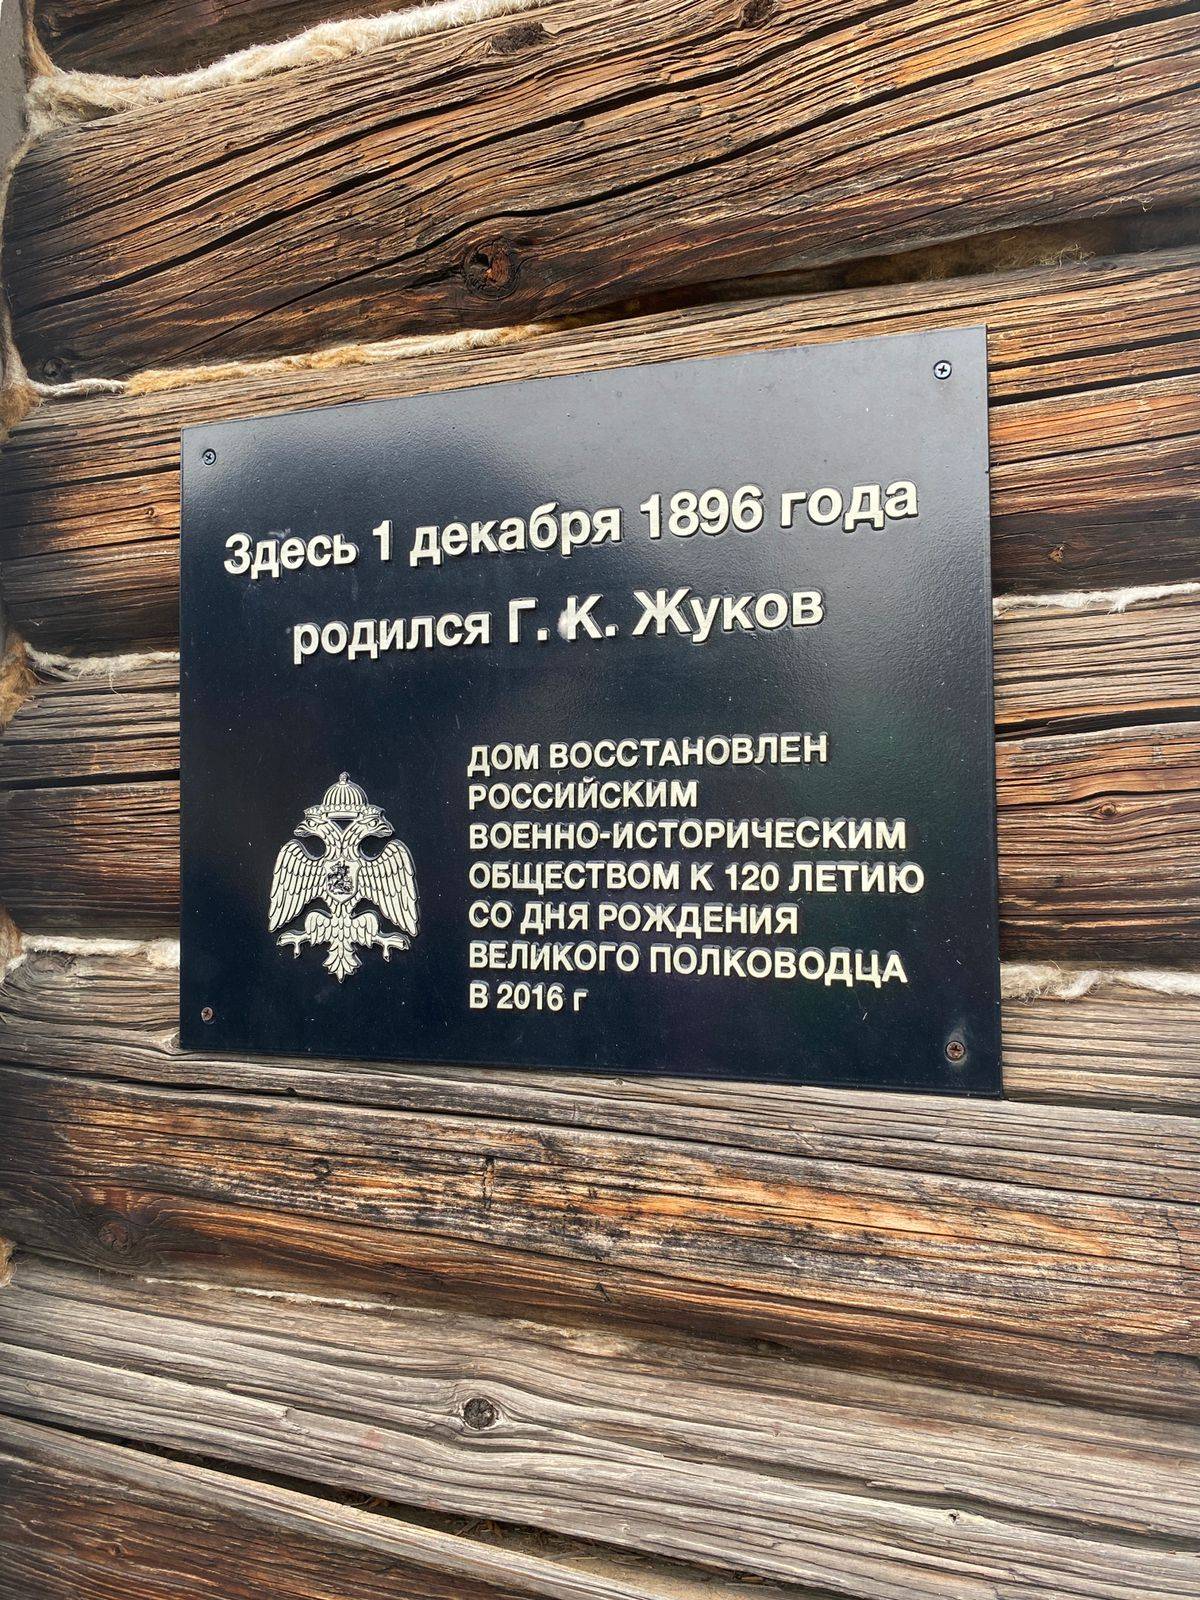 Здесь 1 декабря 1896 года
родился Г. К. Жуков
ДОМ ВОССТАНОВЛЕН
РОССИЙСКИМ
ВОЕННО-ИСТОРИЧЕСКИМ
ОБЩЕСТВОМ К 120 ЛЕТИЮ
СО ДНЯ РОЖДЕНИЯ
ВЕЛИКОГО ПОЛКОВОДЦА
В 2016 г